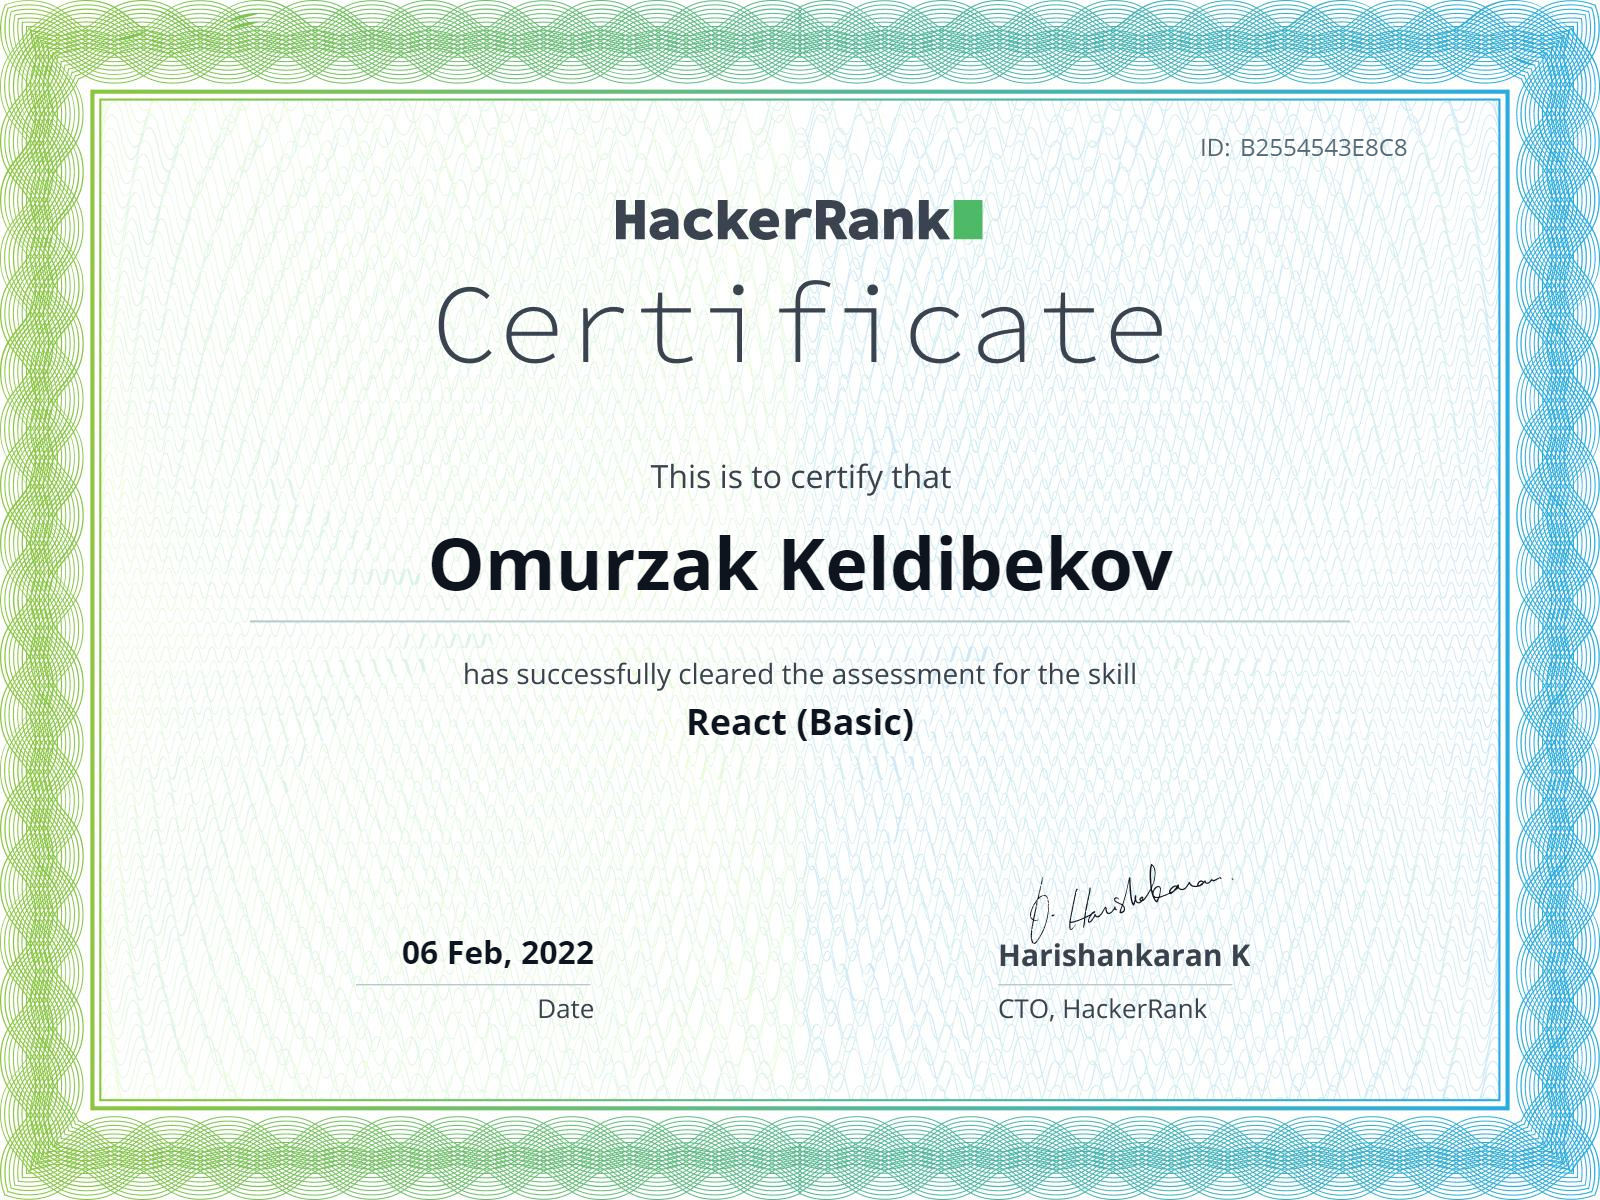 ID: B2554543E8C8
HackerRank
Certificate
This is to certify that
Omurzak Keldibekov
has successfully cleared the assessment for the skill
React (Basic)
06 Feb, 2022
Date
D. Harishankaran
Harishankaran K
CTO, HackerRank